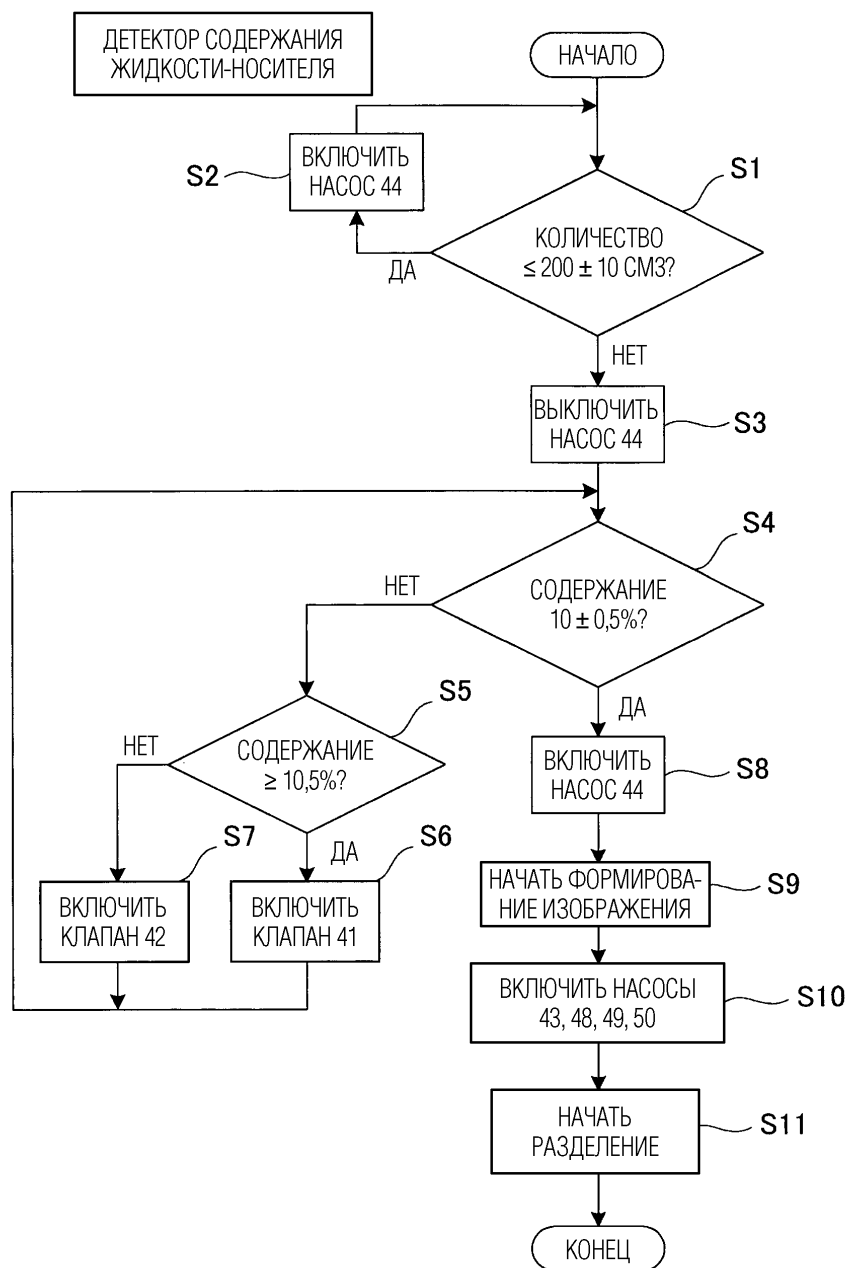 ДЕТЕКТОР СОДЕРЖАНИЯ
ЖИДКОСТИ-НОСИТЕЛЯ
НАЧАЛО
S2
ВКЛЮЧИТЬ
НАСОС 44
S1
КОЛИЧЕСТВО
≤ 200 ± 10 СМ3?
ДА
НЕТ
ВЫКЛЮЧИТЬ
НАСОС 44
S3
S4
СОДЕРЖАНИЕ
10 ± 0,5%?
НЕТ
ДА
S5
СОДЕРЖАНИЕ
≥ 10,5%?
НЕТ
ДА
S7
ВКЛЮЧИТЬ
КЛАПАН 42
S6
ВКЛЮЧИТЬ
КЛАПАН 41
ВКЛЮЧИТЬ
НАСОС 44
S8
НАЧАТЬ ФОРМИРОВА-
НИЕ ИЗОБРАЖЕНИЯ
S9
ВКЛЮЧИТЬ НАСОСЫ
43, 48, 49, 50
S10
НАЧАТЬ
РАЗДЕЛЕНИЕ
S11
КОНЕЦ